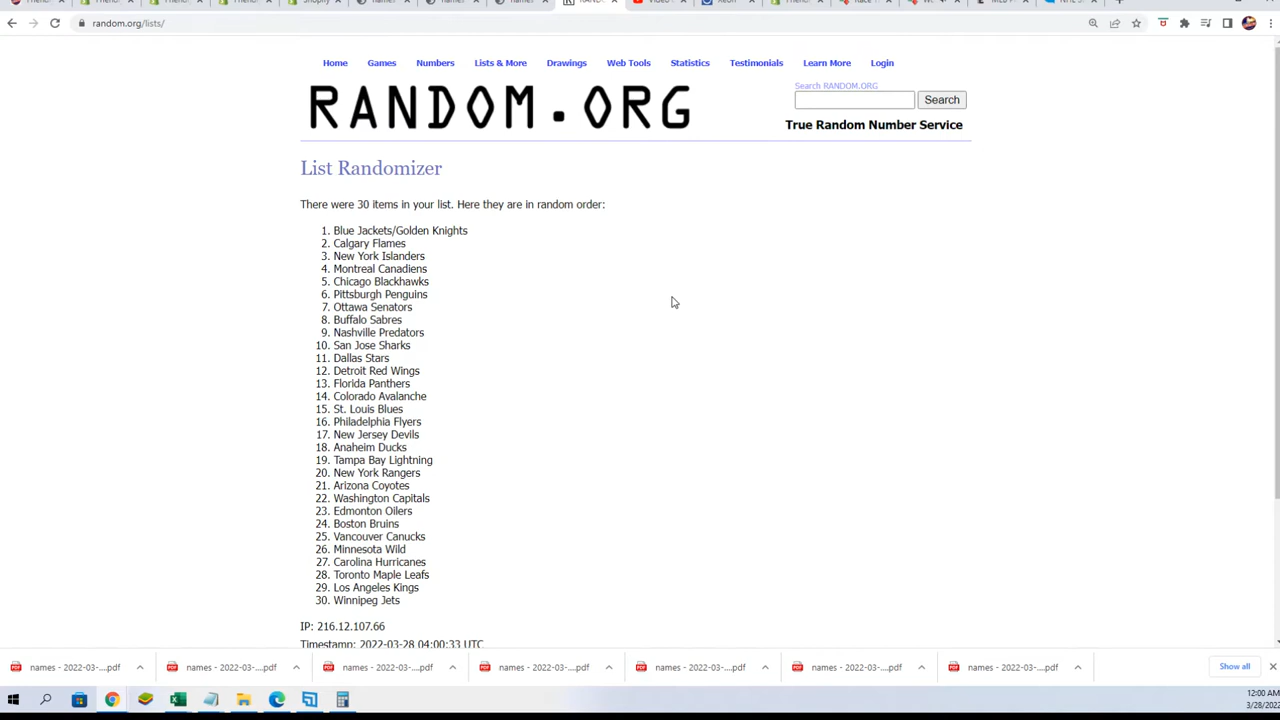 Shopify
random.org/lists/
Home Games Numbers Lists & More Drawings Web Tools Statistics Testimonials Learn More Login
RANDOM.ORG
Search RANDOM.ORG
Search
True Random Number Service
List Randomizer
There were 30 items in your list. Here they are in random order:
1. Blue Jackets/Golden Knights
2. Calgary Flames
3. New York Islanders
4. Montreal Canadiens
5. Chicago Blackhawks
6. Pittsburgh Penguins
7. Ottawa Senators
8. Buffalo Sabres
9. Nashville Predators
10. San Jose Sharks
11. Dallas Stars
12. Detroit Red Wings
13. Florida Panthers
14. Colorado Avalanche
15. St. Louis Blues
16. Philadelphia Flyers
17. New Jersey Devils
18. Anaheim Ducks
19. Tampa Bay Lightning
20. New York Rangers
21. Arizona Coyotes
22. Washington Capitals
23. Edmonton Oilers
24. Boston Bruins
25. Vancouver Canucks
26. Minnesota Wild
27. Carolina Hurricanes
28. Toronto Maple Leafs
29. Los Angeles Kings
30. Winnipeg Jets
IP: 216.12.107.66
Timestamp: 2022-03-28 04:00:33 UTC
names - 2022-03-....pdf names - 2022-03-....pdf names - 2022-03-....pdf names - 2022-03-....pdf names - 2022-03-....pdf names - 2022-03-....pdf names - 2022-03-....pdf Show all
12:00 AM
3/28/202